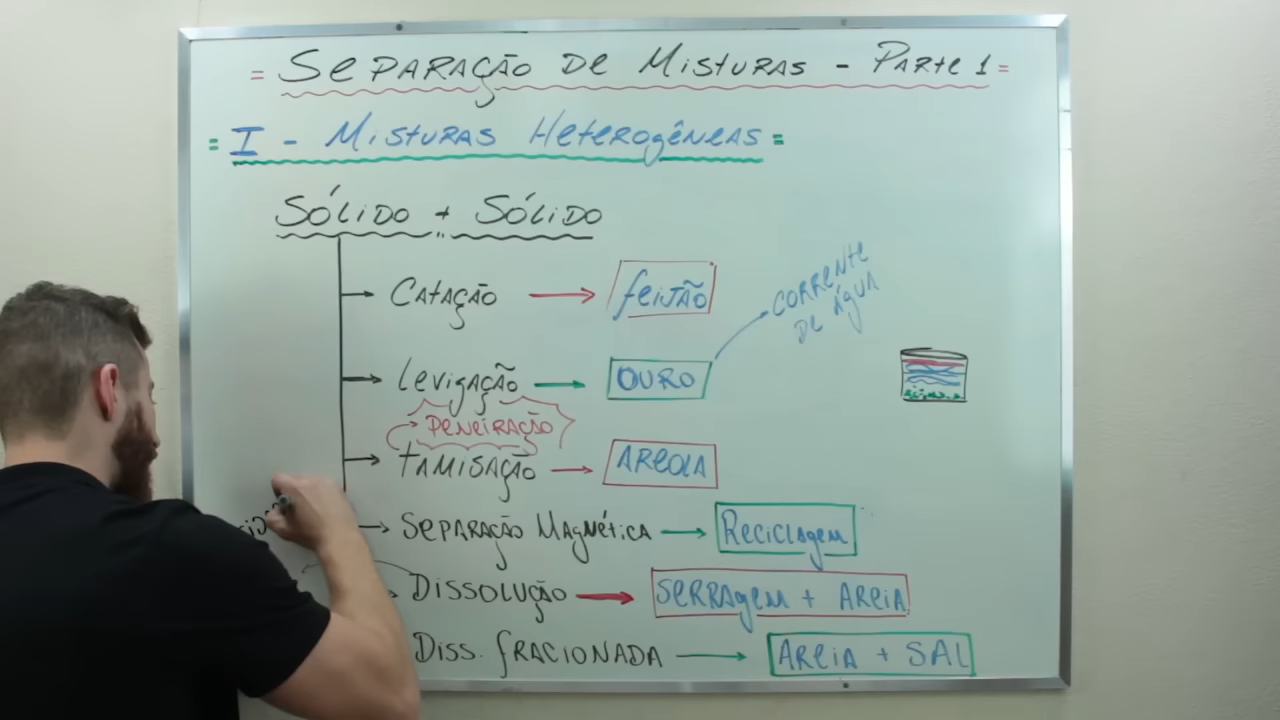 = Separação de Misturas - Parte 1 =
= I - Misturas Heterogêneas =
Sólido + Sólido
Catação → feijão
corrente de água
Levigação → ouro
Peneiração
tamisação → areola
Separação Magnética → Reciclagem
Dissolução → serragem + areia
Diss. fracionada → areia + sal